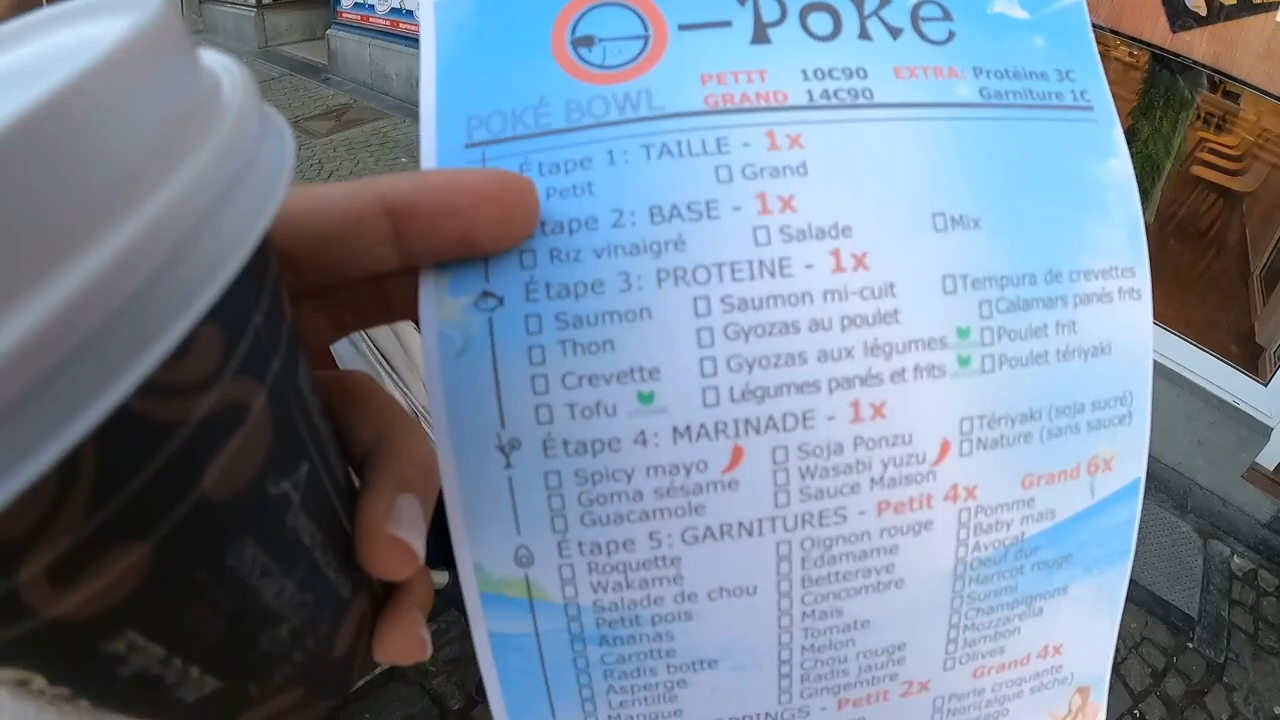 O-Poké
PETIT 10€90 EXTRA: Protéine 3€
GRAND 14€90 Garniture 1€
POKÉ BOWL
Étape 1: TAILLE - 1x
Petit Grand
tape 2: BASE - 1x
Riz vinaigré Salade Mix
Étape 3: PROTEINE - 1x
Saumon Saumon mi-cuit Tempura de crevettes
Thon Gyozas au poulet Calamars panés frits
Crevette Gyozas aux légumes Poulet frit
Tofu Légumes panés et frits Poulet tériyaki
Étape 4: MARINADE - 1x
Spicy mayo Soja Ponzu Tériyaki (soja sucré)
Goma sésame Wasabi yuzu Nature (sans sauce)
Guacamole Sauce Maison
Étape 5: GARNITURES - Petit 4x Grand 6x
Roquette Oignon rouge Pomme
Wakamé Edamame Baby maïs
Salade de chou Betterave Avocat
Petit pois Concombre Oeuf dur
Ananas Maïs Haricot rouge
Carotte Tomate Surimi
Radis botte Melon Champignons
Asperge Chou rouge Mozzarella
Lentille Radis jaune Jambon
Mangue Gingembre Olives
PINGS - Petit 2x Grand 4x
Perle croquante
Nori(algue sèche)